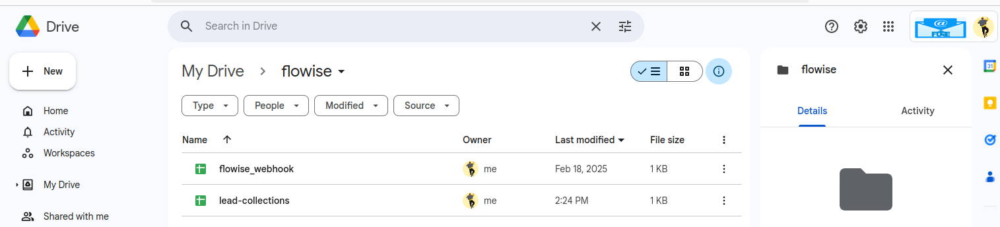 Drive
Search in Drive
@
FORE
New
My Drive
flowise
flowise
Type
People
Modified
Source
Details
Activity
Home
Activity
Workspaces
My Drive
Shared with me
Name
Owner
Last modified
File size
flowise_webhook
me
Feb 18, 2025
1 KB
lead-collections
me
2:24 PM
1 KB
31